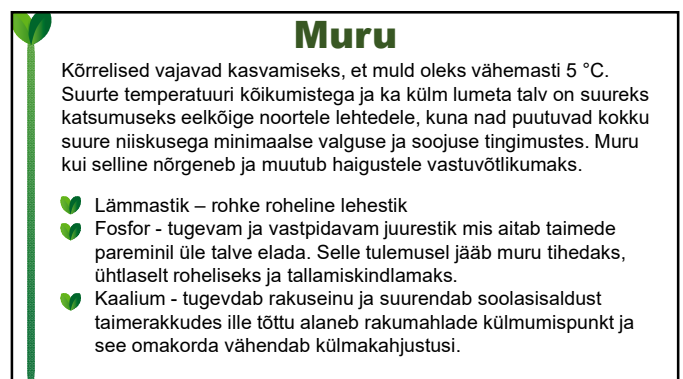 Muru
Kõrrelised vajavad kasvamiseks, et muld oleks vähemasti 5 °C.
Suurte temperatuuri kõikumistega ja ka külm lumeta talv on suureks
katsumuseks eelkõige noortele lehtedele, kuna nad puutuvad kokku
suure niiskusega minimaalse valguse ja soojuse tingimustes. Muru
kui selline nõrgeneb ja muutub haigustele vastuvõtlikumaks.
Lämmastik – rohke roheline lehestik
Fosfor - tugevam ja vastpidavam juurestik mis aitab taimede
pareminil üle talve elada. Selle tulemusel jääb muru tihedaks,
ühtlaselt roheliseks ja tallamiskindlamaks.
Kaalium - tugevdab rakuseinu ja suurendab soolasisaldust
taimerakkudes ille tõttu alaneb rakumahlade külmumispunkt ja
see omakorda vähendab külmakahjustusi.